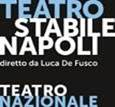 TEATRO
STABILE
NAPOLI
diretto da Luca De Fusco
TEATRO
NAZIONALE